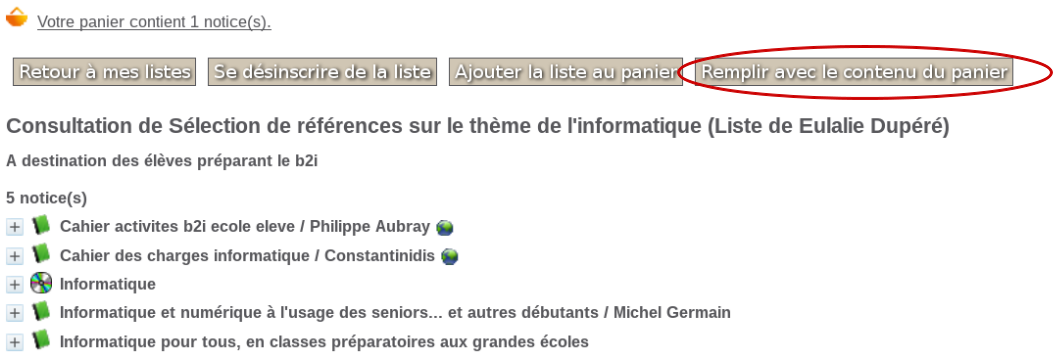 Votre panier contient 1 notice(s).
Retour à mes listes Se désinscrire de la liste Ajouter la liste au panier Remplir avec le contenu du panier
Consultation de Sélection de références sur le thème de l'informatique (Liste de Eulalie Dupéré)
A destination des élèves préparant le b2i
5 notice(s)
Cahier activites b2i ecole eleve / Philippe Aubray
Cahier des charges informatique / Constantinidis
Informatique
Informatique et numérique à l'usage des seniors... et autres débutants / Michel Germain
Informatique pour tous, en classes préparatoires aux grandes écoles